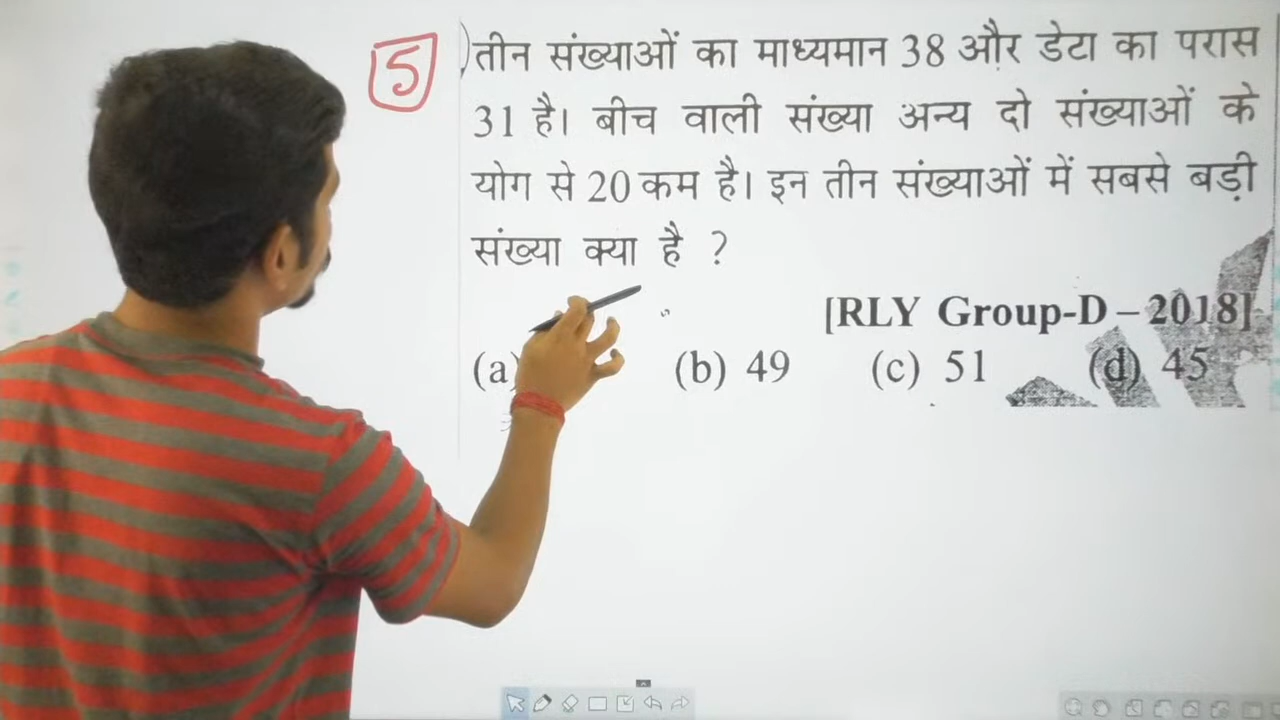 5
तीन संख्याओं का माध्यमान 38 और डेटा का परास
31 है। बीच वाली संख्या अन्य दो संख्याओं के
योग से 20 कम है। इन तीन संख्याओं में सबसे बड़ी
संख्या क्या है ?
[RLY Group-D – 2018]
(a) (b) 49 (c) 51 (d) 45